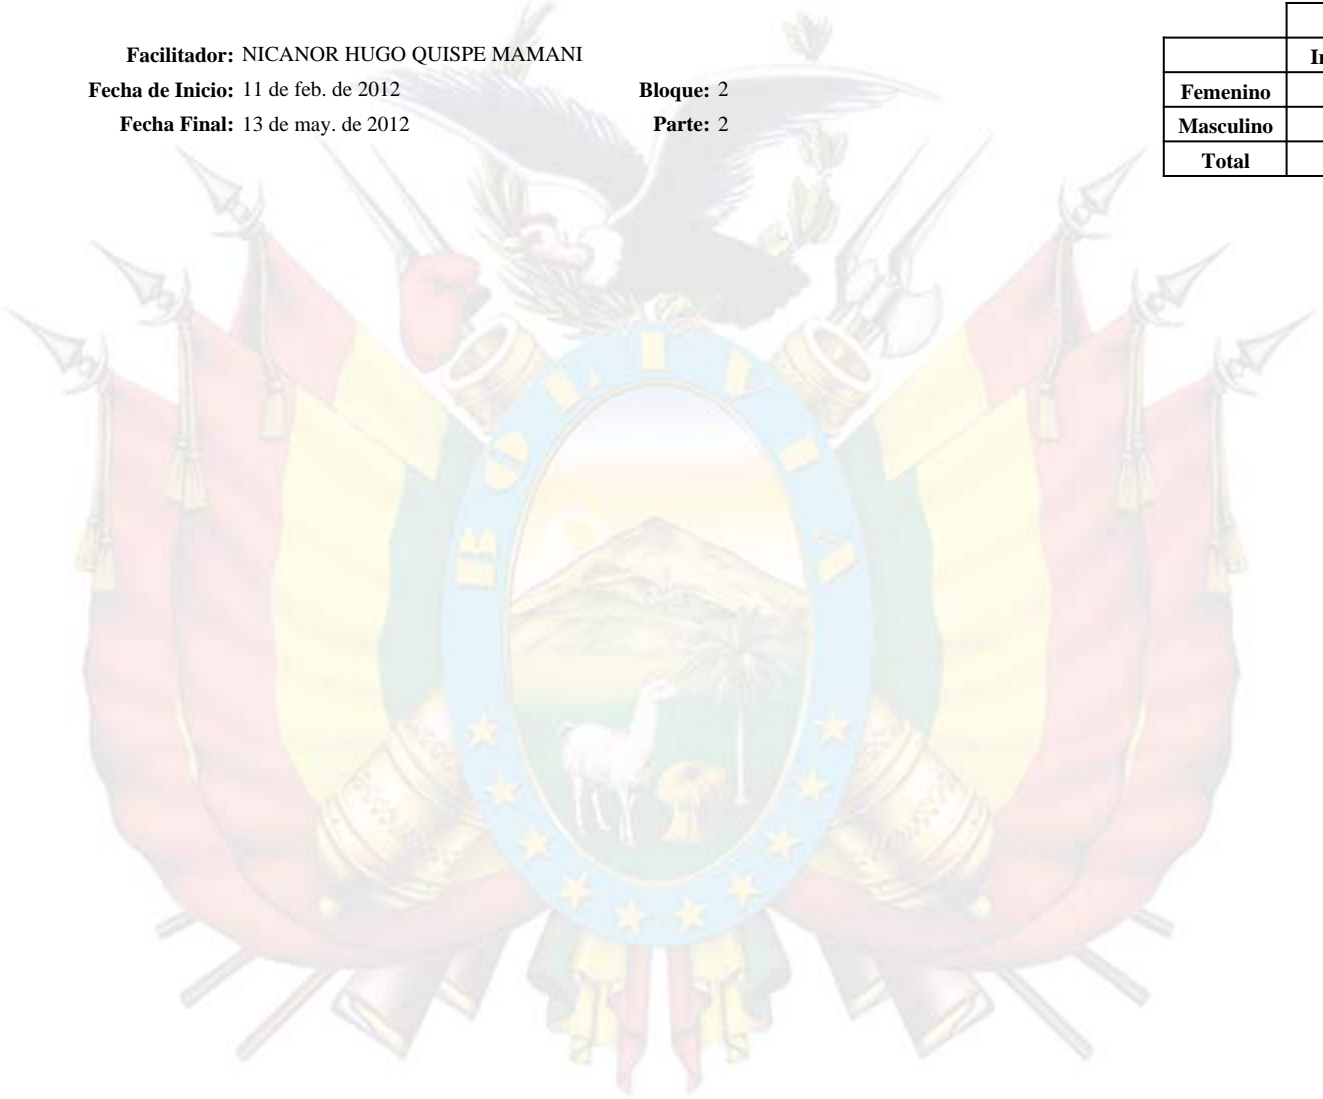 Facilitador: NICANOR HUGO QUISPE MAMANI
Fecha de Inicio: 11 de feb. de 2012 Bloque: 2
Fecha Final: 13 de may. de 2012 Parte: 2
Femenino
Masculino
Total
BOLIVIA